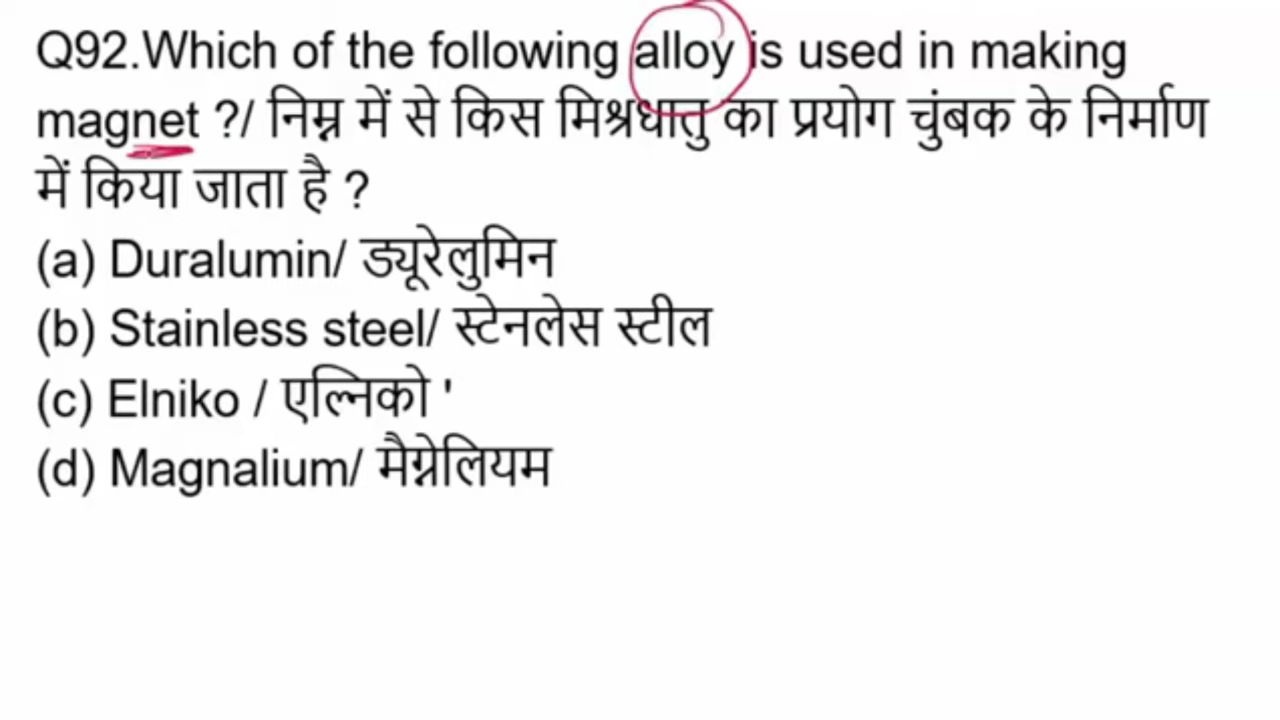 Q92.Which of the following alloy is used in making
magnet ?/ निम्न में से किस मिश्रधातु का प्रयोग चुंबक के निर्माण
में किया जाता है ?
(a) Duralumin/ ड्यूरेलुमिन
(b) Stainless steel/ स्टेनलेस स्टील
(c) Elniko / एल्निको '
(d) Magnalium/ मैग्नेलियम